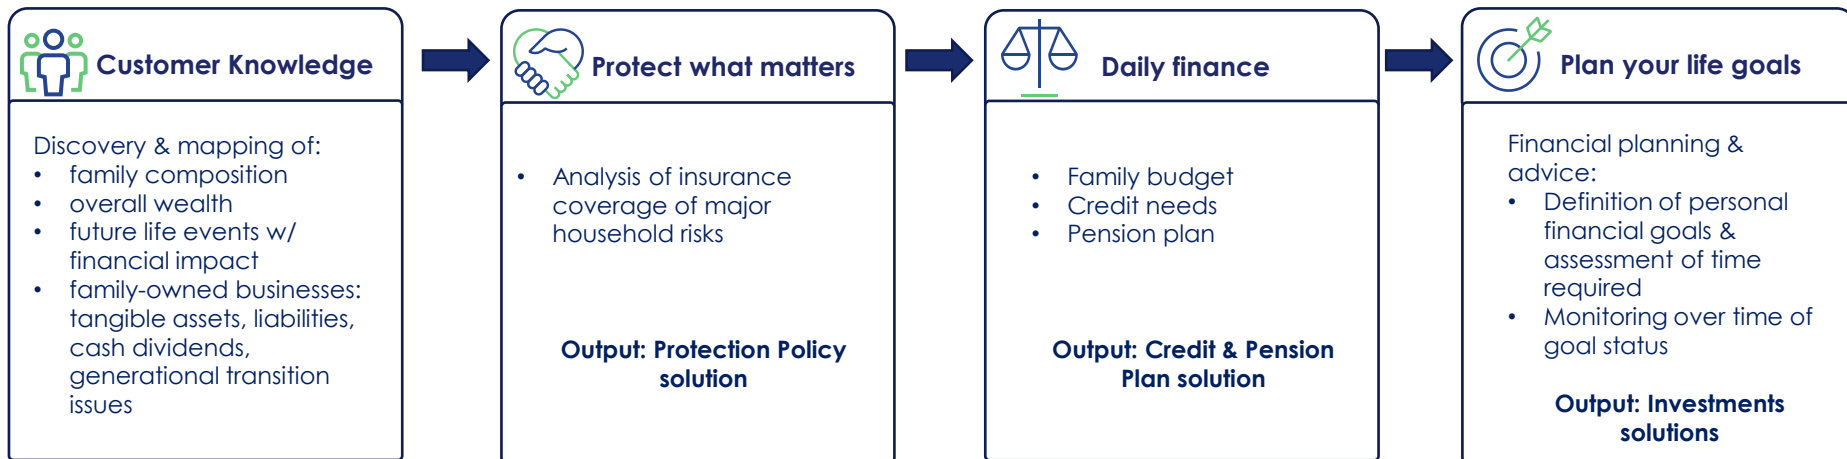 Customer Knowledge
Discovery & mapping of:
• family composition
• overall wealth
• future life events w/
financial impact
• family-owned businesses:
tangible assets, liabilities,
cash dividends,
generational transition
issues
Protect what matters
• Analysis of insurance
coverage of major
household risks
Output: Protection Policy
solution
Daily finance
• Family budget
• Credit needs
• Pension plan
Output: Credit & Pension
Plan solution
Plan your life goals
Financial planning &
advice:
• Definition of personal
financial goals &
assessment of time
required
• Monitoring over time of
goal status
Output: Investments
solutions